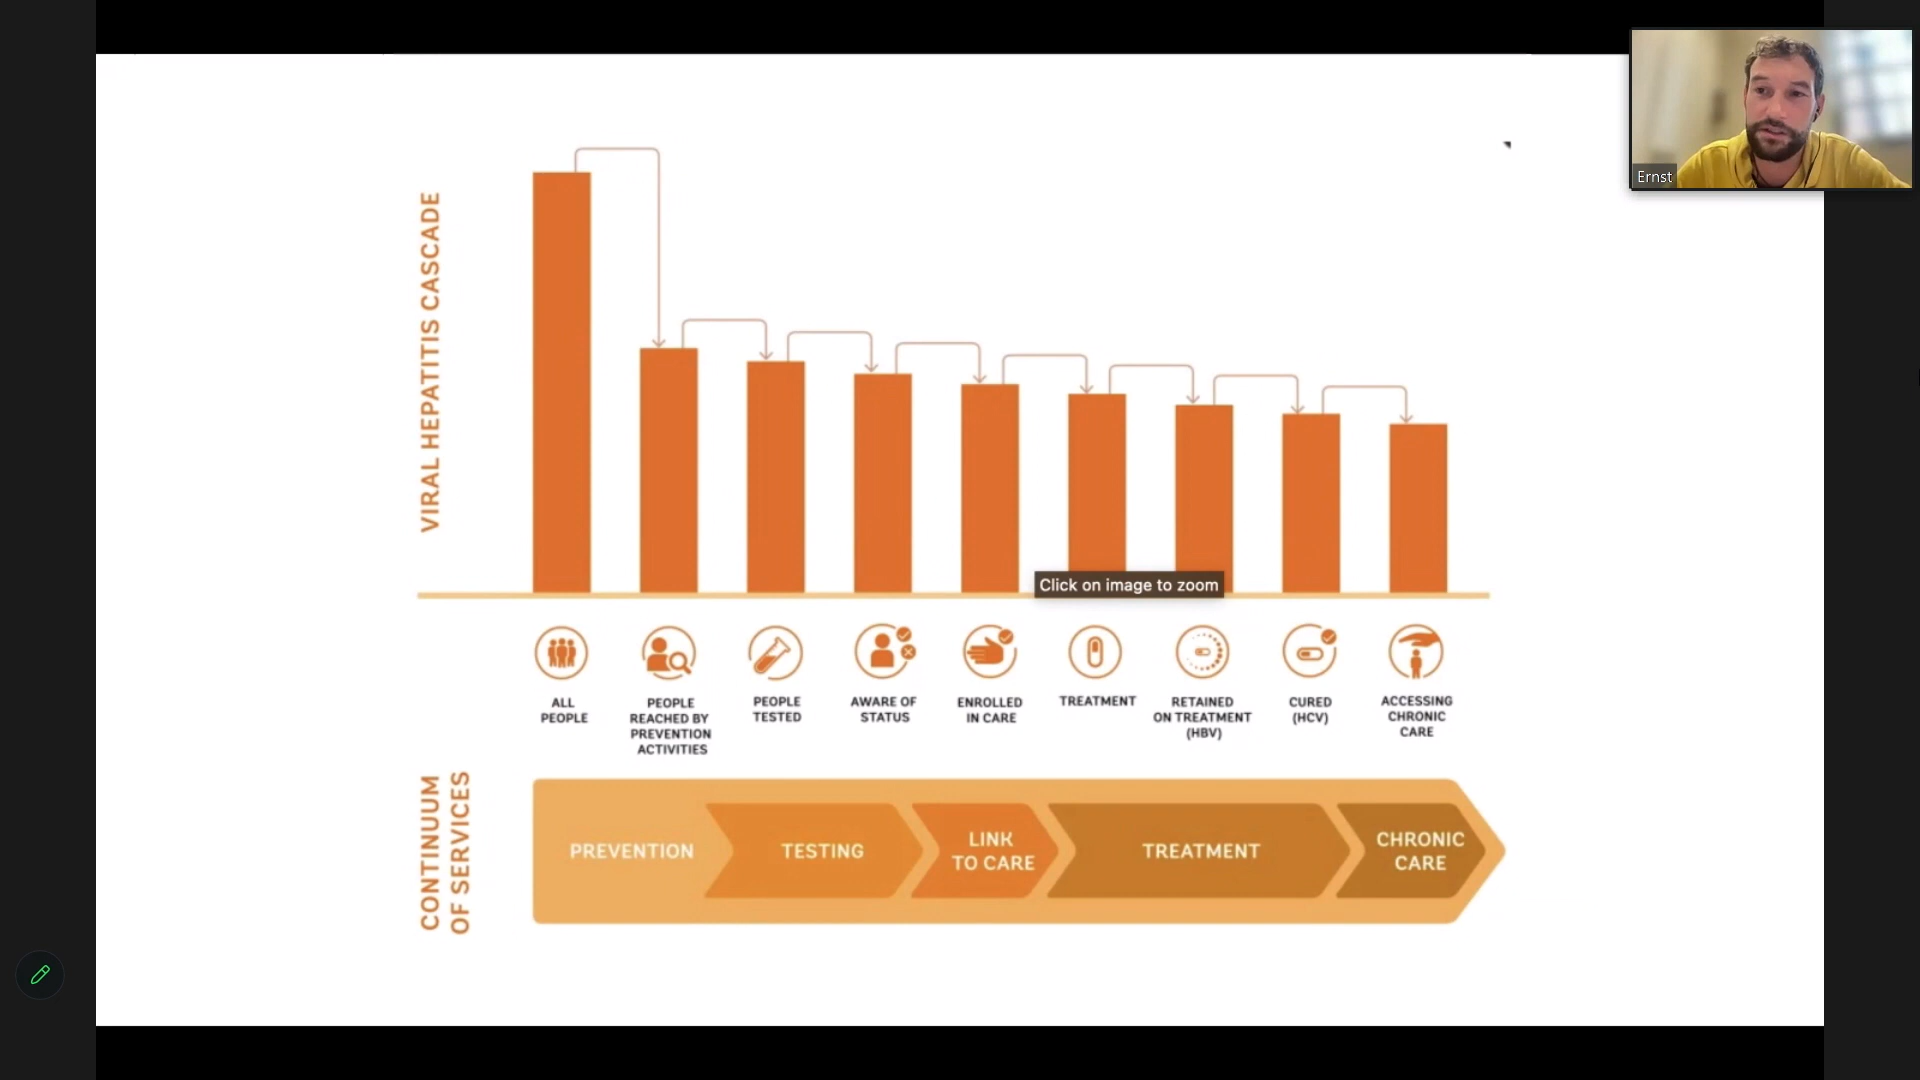 Ernst
VIRAL HEPATITIS CASCADE
Click on image to zoom
ALL
PEOPLE
PEOPLE
REACHED BY
PREVENTION
ACTIVITIES
PEOPLE
TESTED
AWARE OF
STATUS
ENROLLED
IN CARE
TREATMENT
RETAINED
ON TREATMENT
(HBV)
CURED
(HCV)
ACCESSING
CHRONIC
CARE
CONTINUUM
OF SERVICES
PREVENTION
TESTING
LINK
TO CARE
TREATMENT
CHRONIC
CARE